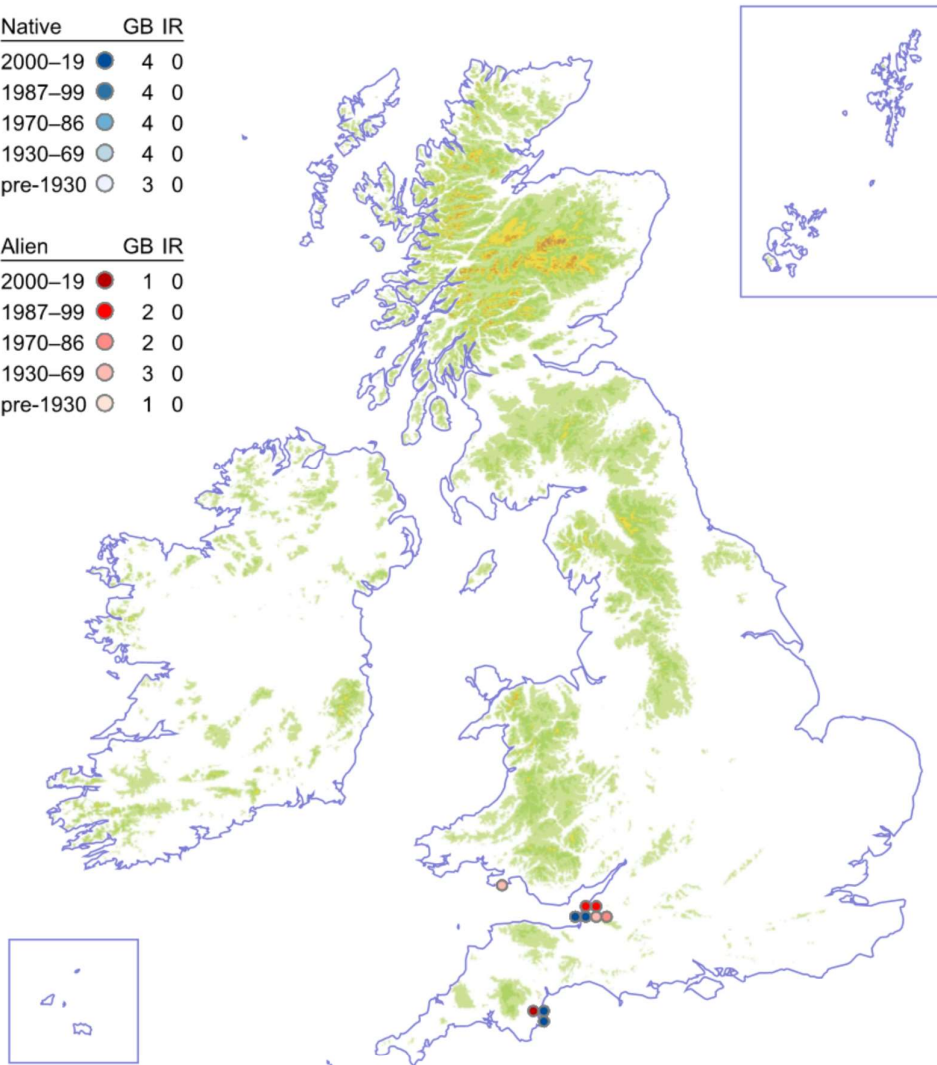 Native GB IR
2000–19 4 0
1987–99 4 0
1970–86 4 0
1930–69 4 0
pre-1930 3 0
Alien GB IR
2000–19 1 0
1987–99 2 0
1970–86 2 0
1930–69 3 0
pre-1930 1 0